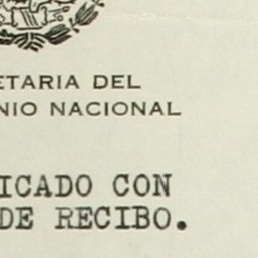 ETARIA DEL
NIO NACIONAL
ICADO CON
DE RECIBO.